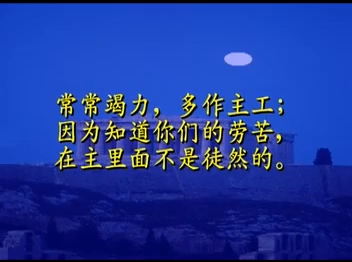 常常竭力，多作主工；
因为知道你们的劳苦，
在主里面不是徒然的。